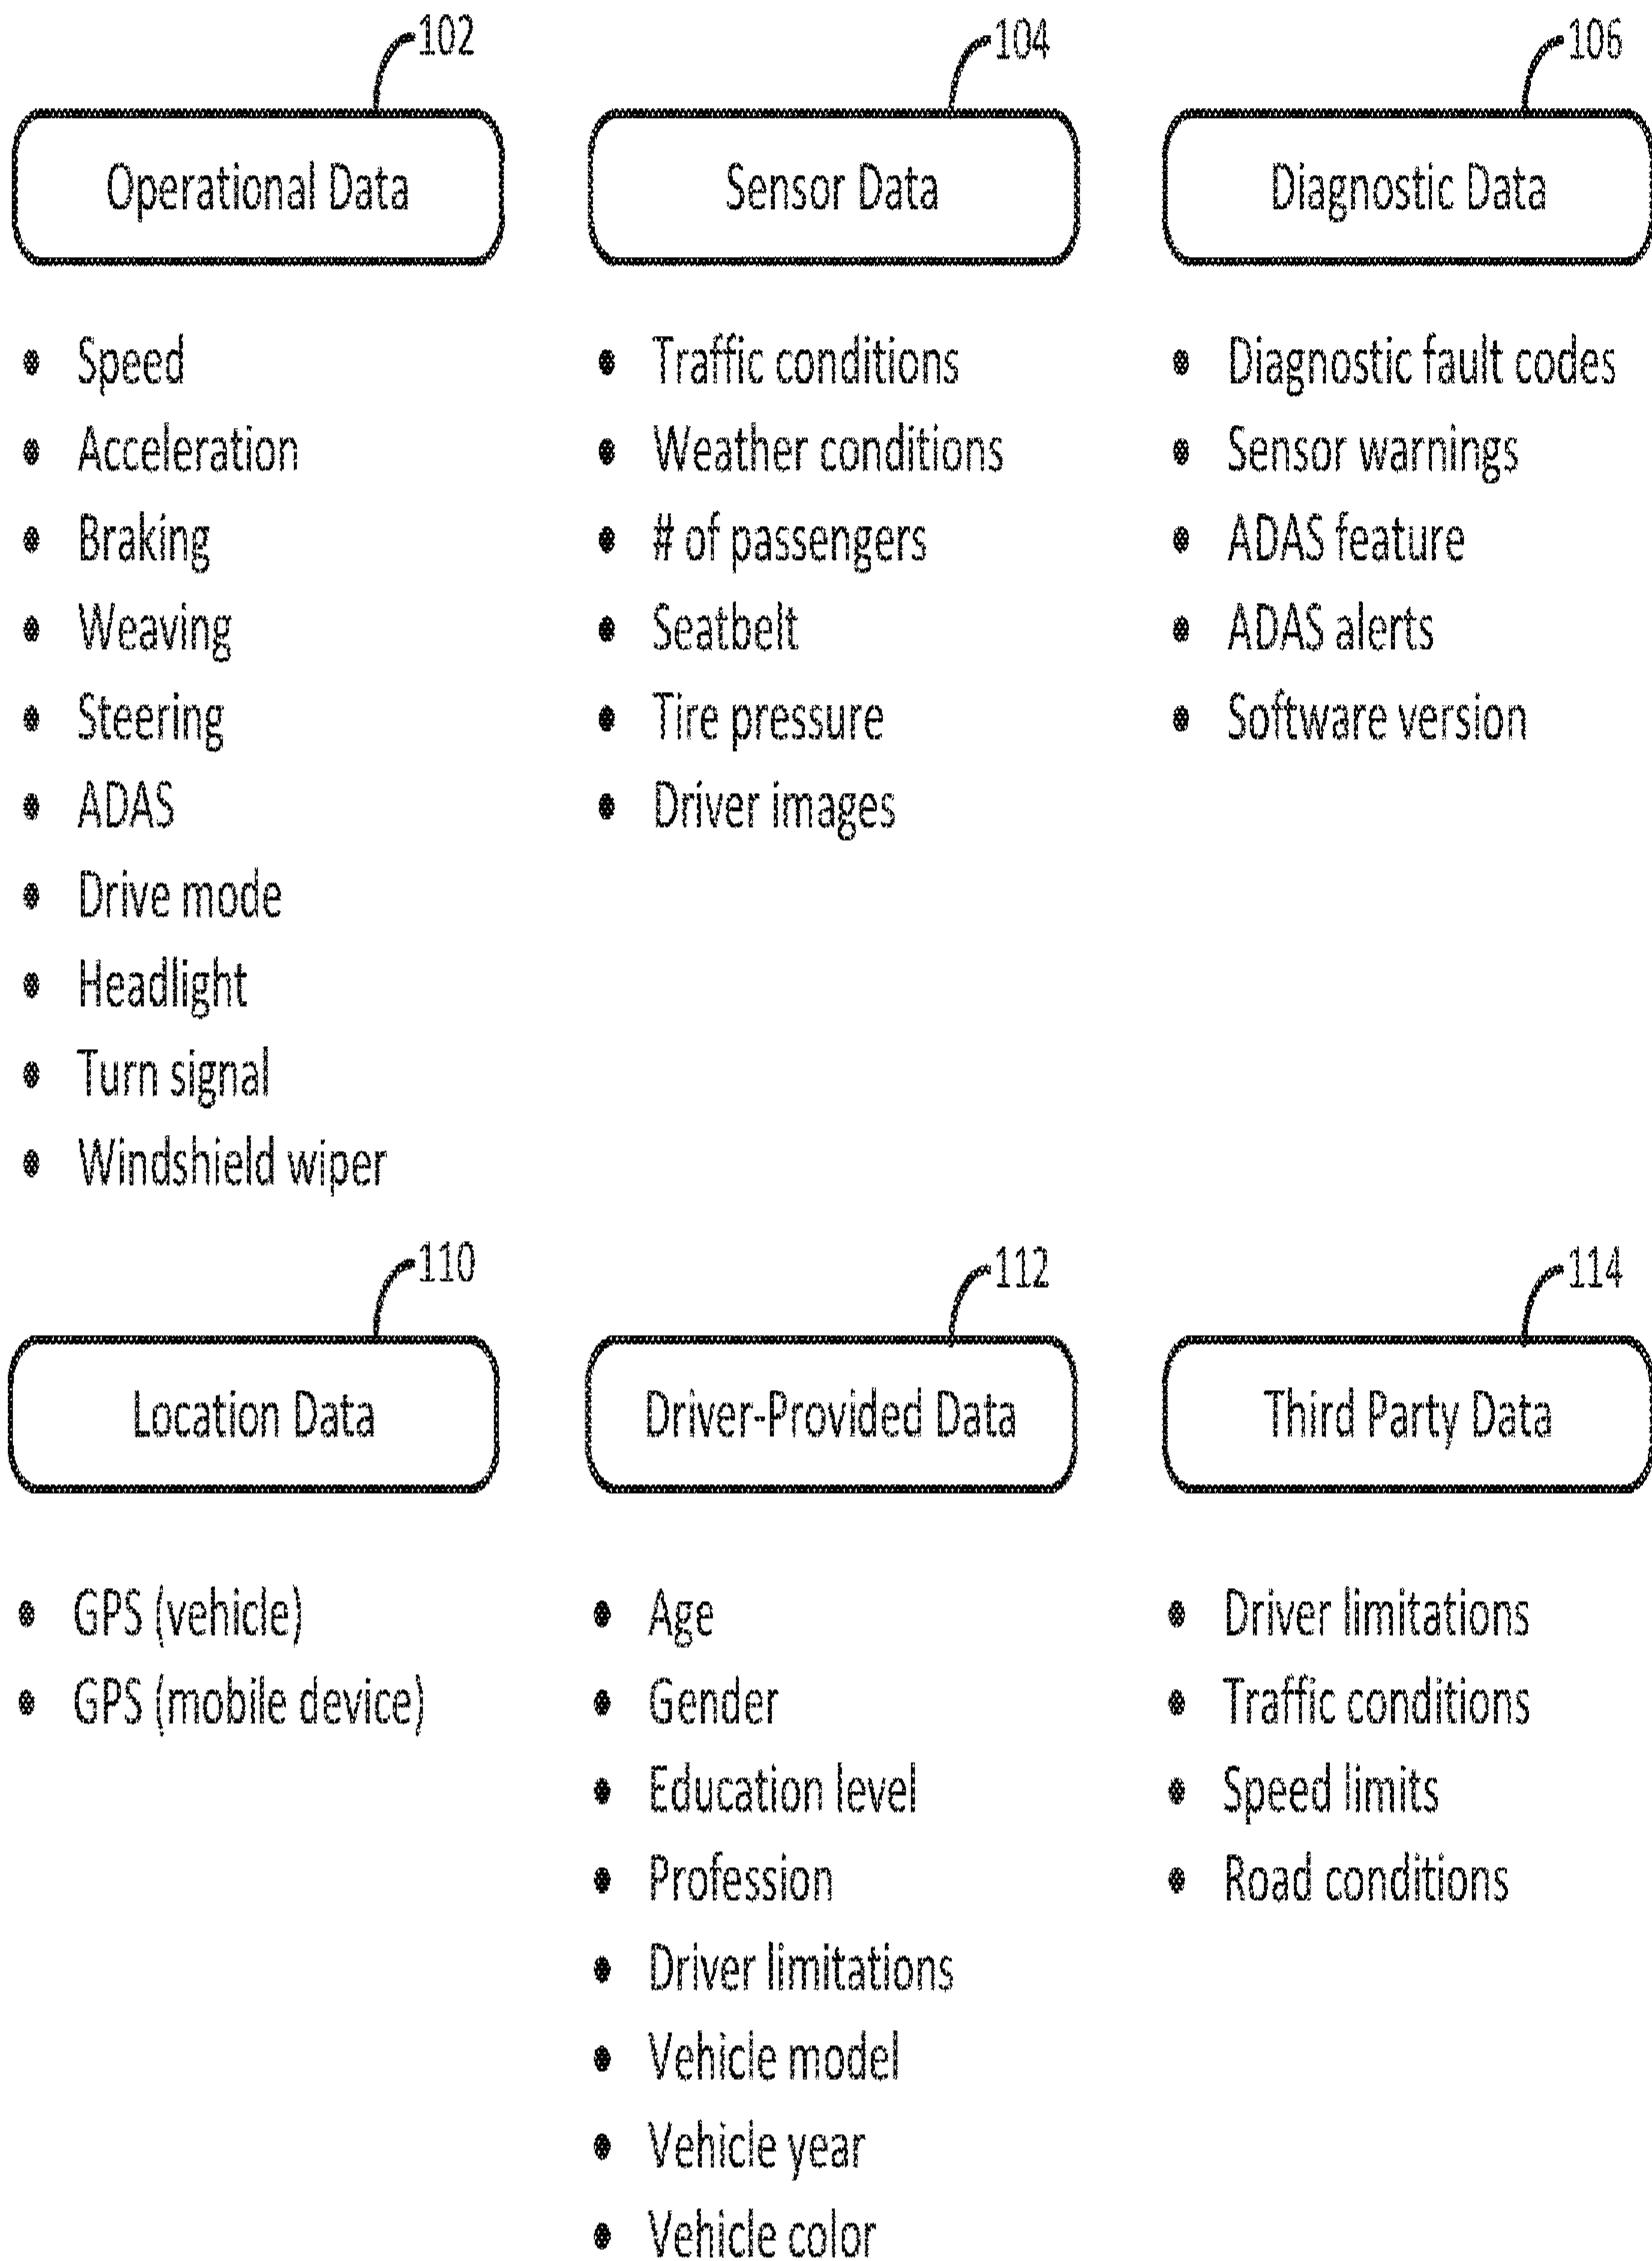 102
Operational Data
• Speed
• Acceleration
• Braking
• Weaving
• Steering
• ADAS
• Drive mode
• Headlight
• Turn signal
• Windshield wiper
104
Sensor Data
• Traffic conditions
• Weather conditions
• # of passengers
• Seatbelt
• Tire pressure
• Driver images
106
Diagnostic Data
• Diagnostic fault codes
• Sensor warnings
• ADAS feature
• ADAS alerts
• Software version
110
Location Data
• GPS (vehicle)
• GPS (mobile device)
112
Driver-Provided Data
• Age
• Gender
• Education level
• Profession
• Driver limitations
• Vehicle model
• Vehicle year
• Vehicle color
114
Third Party Data
• Driver limitations
• Traffic conditions
• Speed limits
• Road conditions